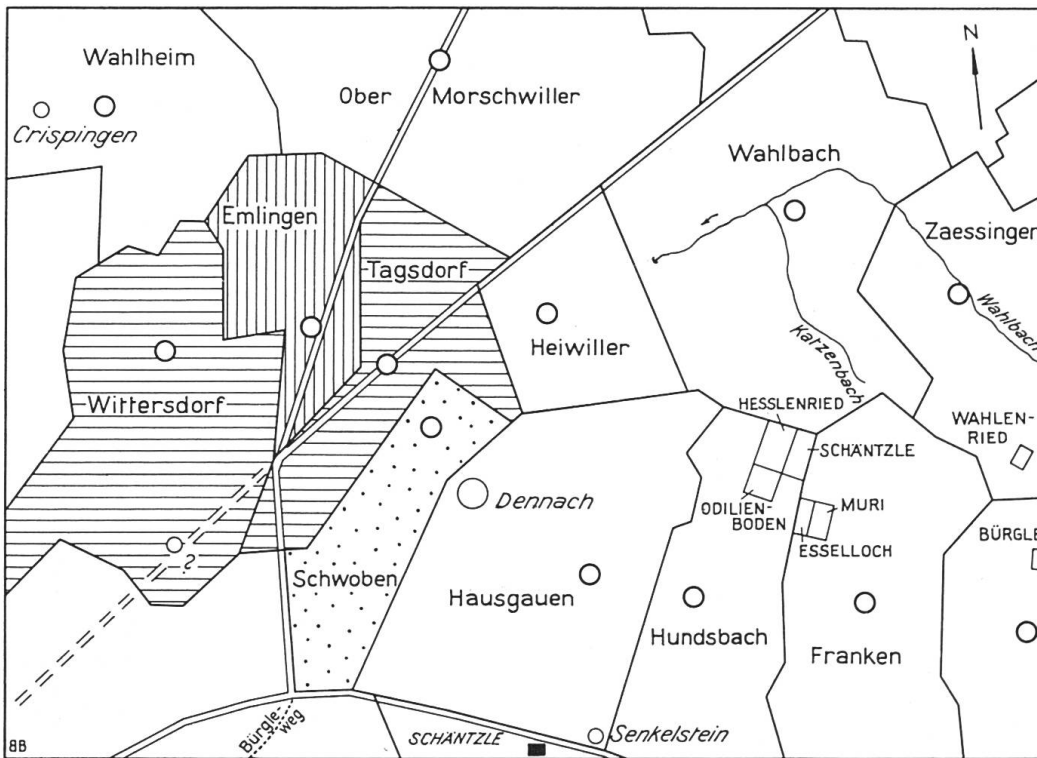 N
Wahlheim
Ober Morschwiller
Crispingen
Wahlbach
Emlingen
Zaessingen
Tagsdorf
Wahlbach
Heiwiller
Katzenbach
Wittersdorf
HESSLENRIED
WAHLEN-
RIED
SCHÄNTZLE
Dennach
ODILIEN-
BODEN
MURI
ESSELLOCH
BÜRGLE
?
Schwoben
Hausgauen
Hundsbach
Franken
Bürgle-
weg
SCHÄNTZLE
Senkelstein
8B